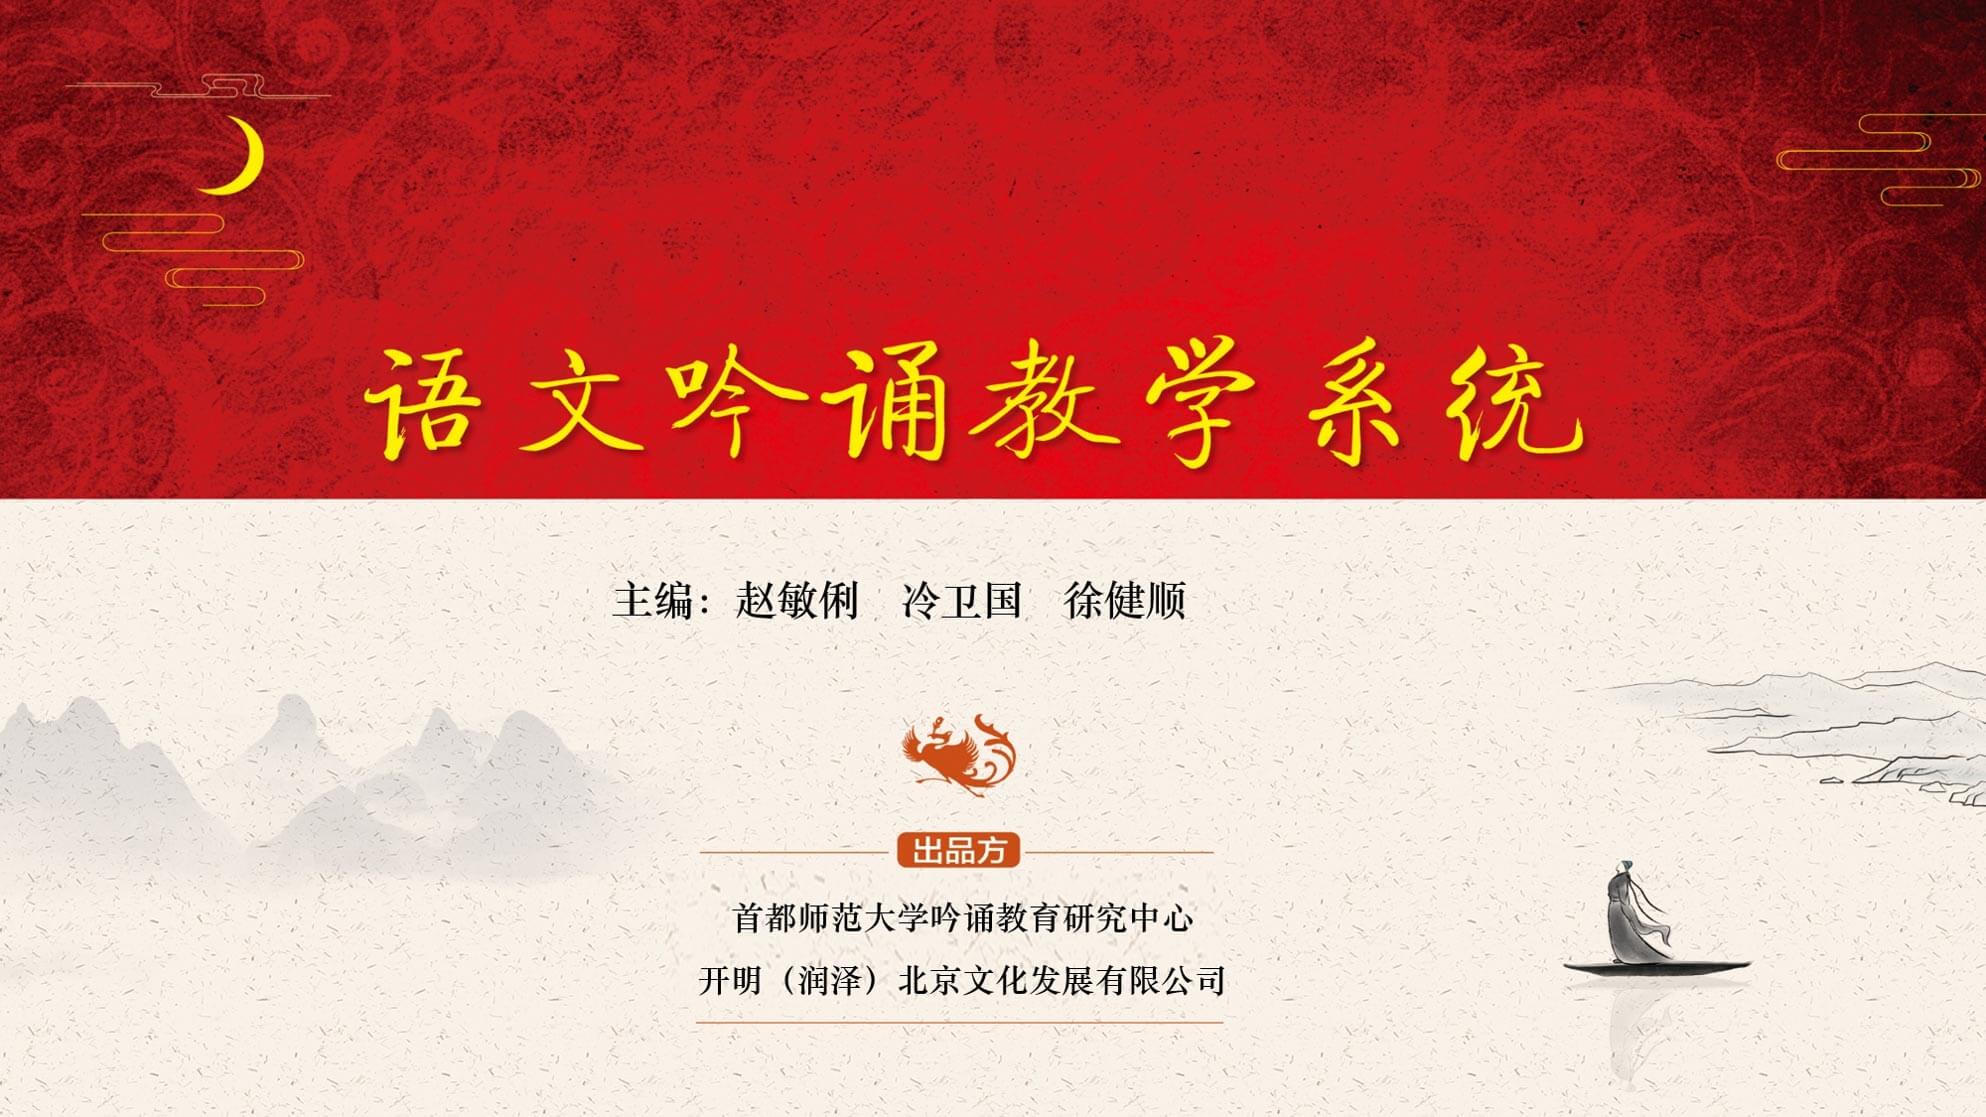 语文吟诵教学系统
主编：赵敏俐 冷卫国 徐健顺
出品方
首都师范大学吟诵教育研究中心
开明（润泽）北京文化发展有限公司